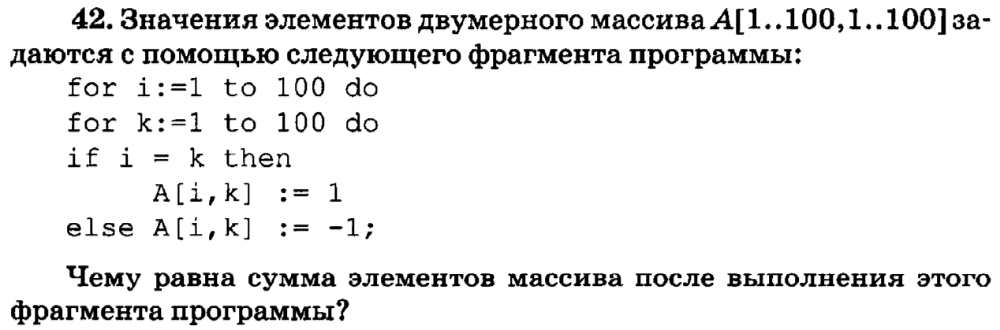 42. Значения элементов двумерного массива A[1..100,1..100] за-
даются с помощью следующего фрагмента программы:
for i:=1 to 100 do
for k:=1 to 100 do
if i = k then
A[i,k] := 1
else A[i,k] := -1;
Чему равна сумма элементов массива после выполнения этого
фрагмента программы?